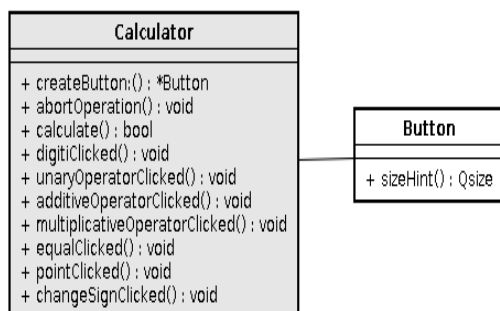 Calculator
+ createButton:() : *Button
+ abortOperation() : void
+ calculate() : bool
+ digitiClicked() : void
+ unaryOperatorClicked() : void
+ additiveOperatorClicked() : void
+ multiplicativeOperatorClicked() : void
+ equalClicked() : void
+ pointClicked() : void
+ changeSignClicked() : void
Button
+ sizeHint() : Qsize